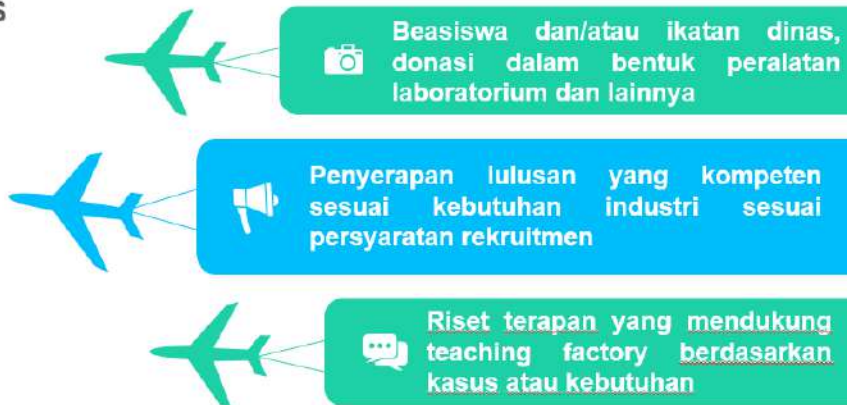 s
Beasiswa dan/atau ikatan dinas,
donasi dalam bentuk peralatan
laboratorium dan lainnya
Penyerapan lulusan yang kompeten
sesuai kebutuhan industri sesuai
persyaratan rekruitmen
Riset terapan yang mendukung
teaching factory berdasarkan
kasus atau kebutuhan